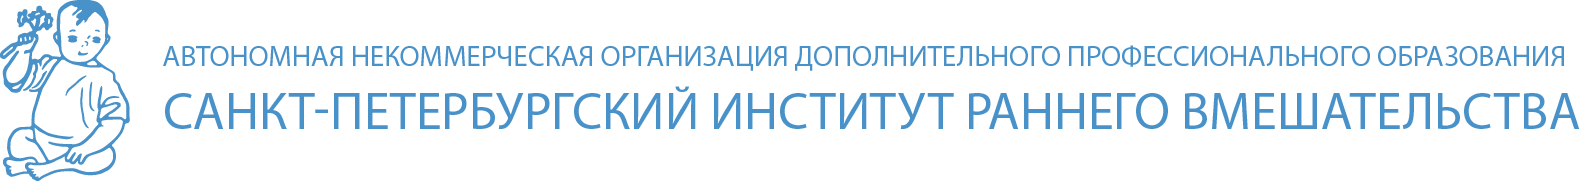 АВТОНОМНАЯ НЕКОММЕРЧЕСКАЯ ОРГАНИЗАЦИЯ ДОПОЛНИТЕЛЬНОГО ПРОФЕССИОНАЛЬНОГО ОБРАЗОВАНИЯ
САНКТ-ПЕТЕРБУРГСКИЙ ИНСТИТУТ РАННЕГО ВМЕШАТЕЛЬСТВА